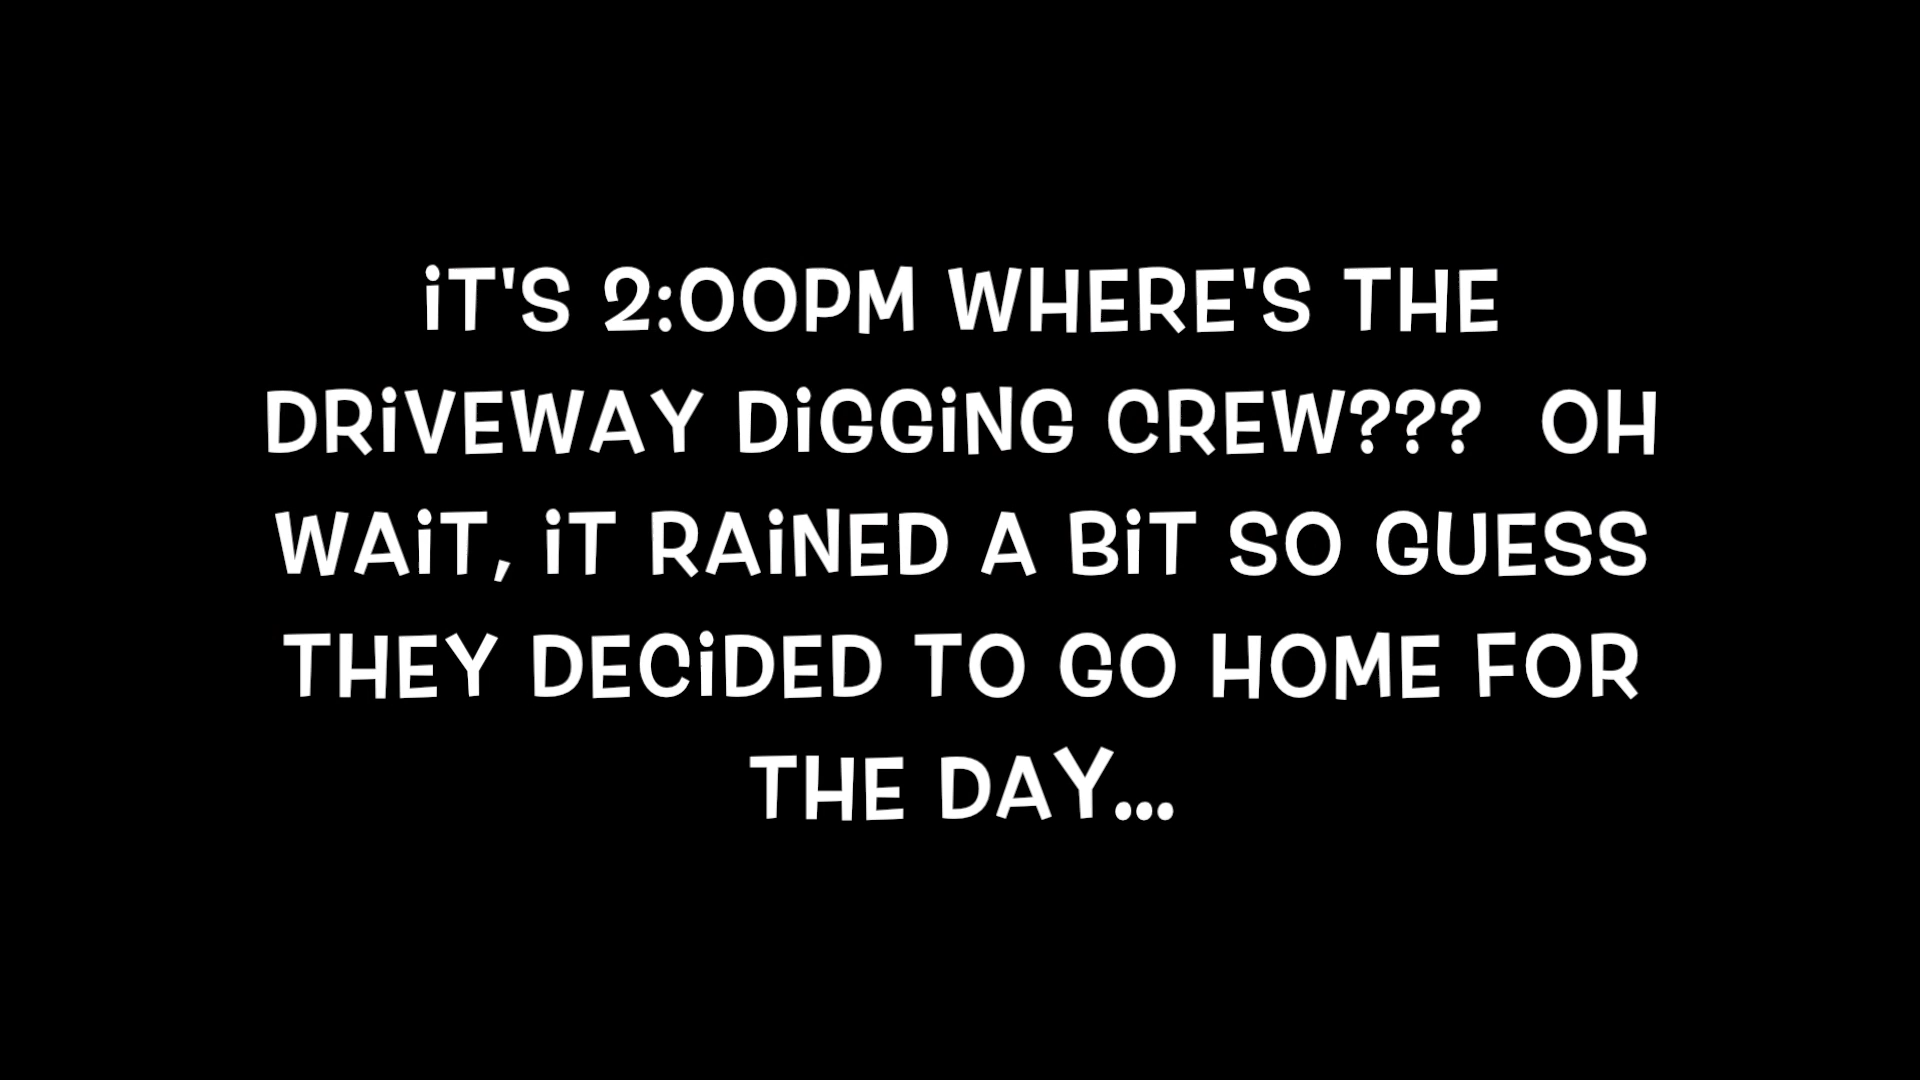 iT'S 2:00PM WHERE'S THE
DRiVEWAY DiGGiNG CREW???  OH
WAiT, iT RAiNED A BiT SO GUESS
THEY DECiDED TO GO HOME FOR
THE DAY...